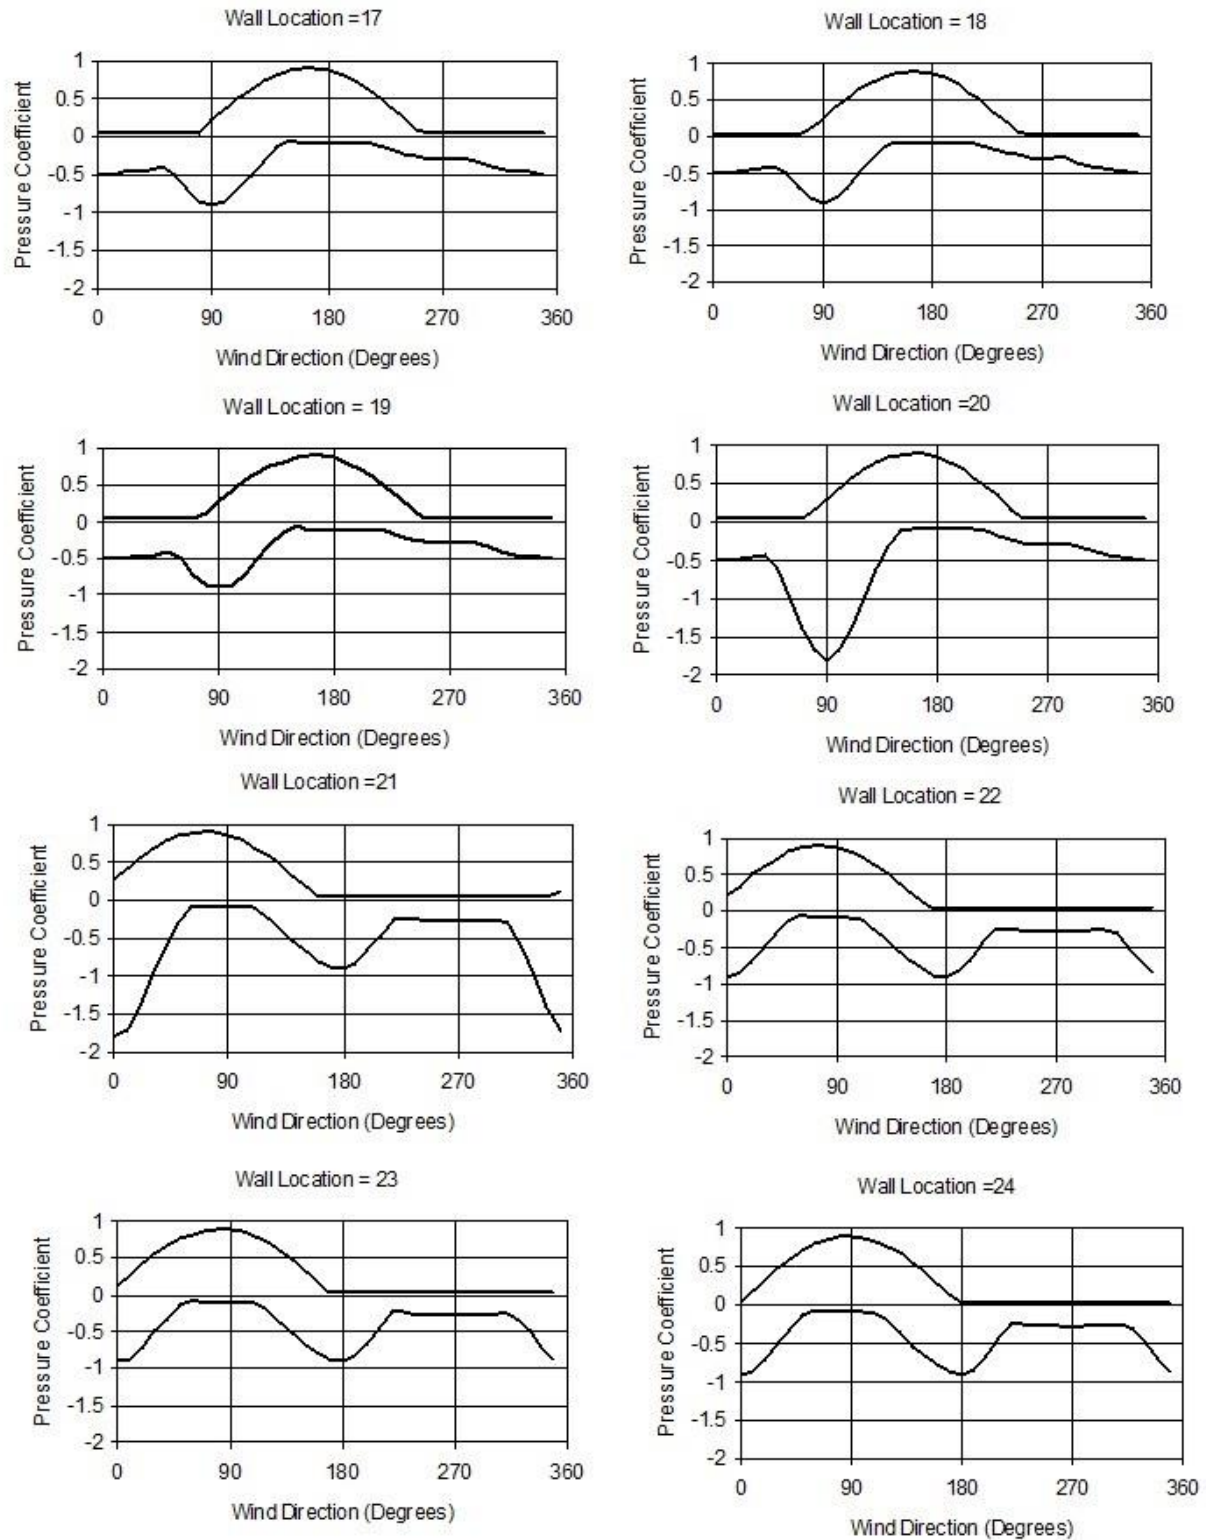 Wall Location =17
1
0.5
0
-0.5
-1
-1.5
-2
Pressure Coefficient
0 90 180 270 360
Wind Direction (Degrees)
Wall Location = 18
1
0.5
0
-0.5
-1
-1.5
-2
Pressure Coefficient
0 90 180 270 360
Wind Direction (Degrees)
Wall Location = 19
1
0.5
0
-0.5
-1
-1.5
-2
Pressure Coefficient
0 90 180 270 360
Wind Direction (Degrees)
Wall Location =20
1
0.5
0
-0.5
-1
-1.5
-2
Pressure Coefficient
0 90 180 270 360
Wind Direction (Degrees)
Wall Location =21
1
0.5
0
-0.5
-1
-1.5
-2
Pressure Coefficient
0 90 180 270 360
Wind Direction (Degrees)
Wall Location = 22
1
0.5
0
-0.5
-1
-1.5
-2
Pressure Coefficient
0 90 180 270 360
Wind Direction (Degrees)
Wall Location = 23
1
0.5
0
-0.5
-1
-1.5
-2
Pressure Coefficient
0 90 180 270 360
Wind Direction (Degrees)
Wall Location =24
1
0.5
0
-0.5
-1
-1.5
-2
Pressure Coefficient
0 90 180 270 360
Wind Direction (Degrees)